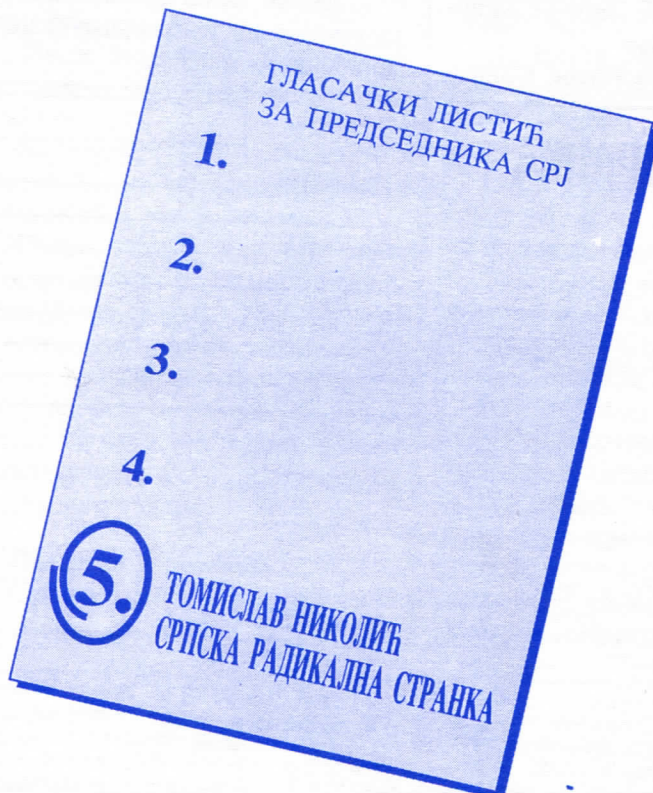 ГЛАСАЧКИ ЛИСТИЋ
ЗА ПРЕДСЕДНИКА СРЈ
1.
2.
3.
4.
5.
ТОМИСЛАВ НИКОЛИЋ
СРПСКА РАДИКАЛНА СТРАНКА